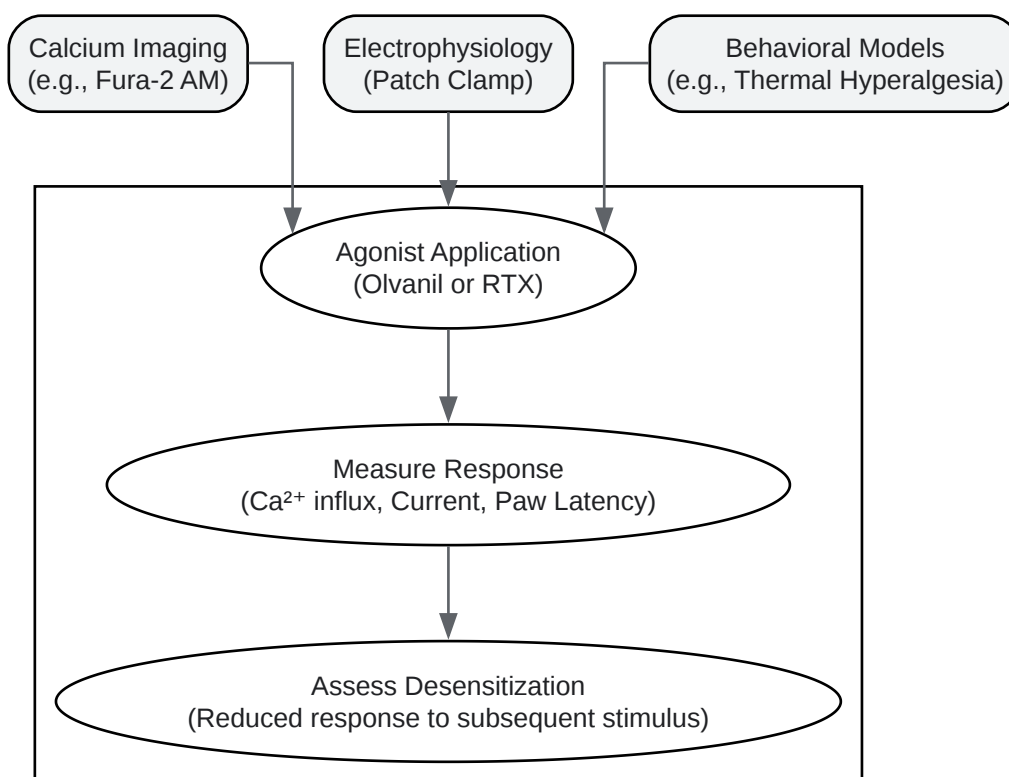 Calcium Imaging
(e.g., Fura-2 AM)
Electrophysiology
(Patch Clamp)
Behavioral Models
(e.g., Thermal Hyperalgesia)
Agonist Application
(Olvanil or RTX)
Measure Response
(Ca²⁺ influx, Current, Paw Latency)
Assess Desensitization
(Reduced response to subsequent stimulus)